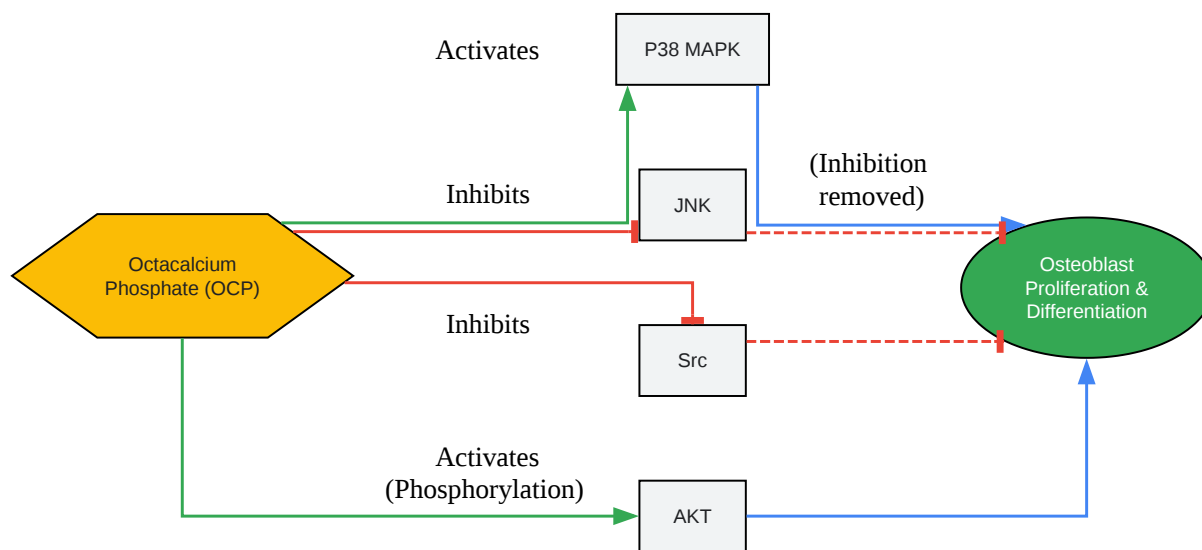 Activates
P38 MAPK
(Inhibition
removed)
Inhibits
JNK
Octacalcium
Phosphate (OCP)
Osteoblast
Proliferation &
Differentiation
Inhibits
Src
Activates
(Phosphorylation)
AKT